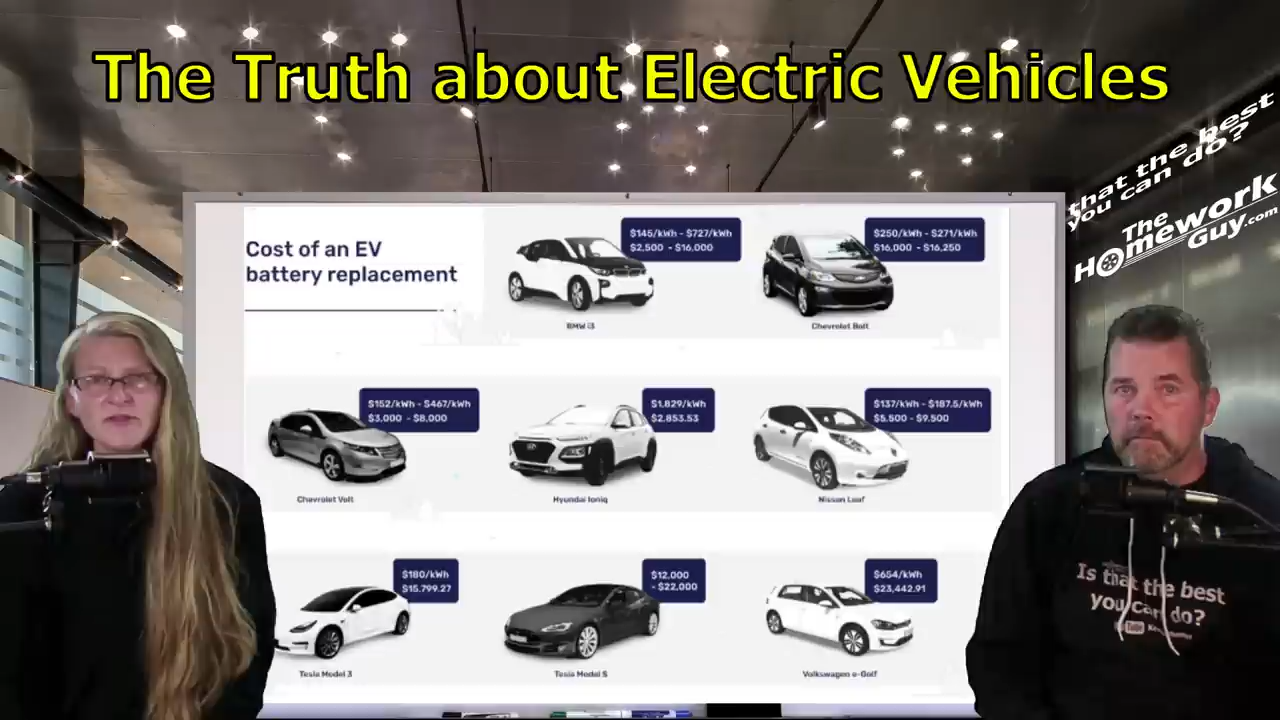 The Truth about Electric Vehicles
that the best
you can do?
The
Homework
Guy.com
Cost of an EV
battery replacement
$145/kWh - $727/kWh
$2,500 - $16,000
BMW i3
$250/kWh - $271/kWh
$16,000 - $16,250
Chevrolet Bolt
$152/kWh - $467/kWh
$3,000 - $8,000
Chevrolet Volt
$1,829/kWh
$2,853.53
Hyundai Ioniq
$137/kWh - $187.5/kWh
$5,500 - $9,500
Nissan Leaf
$180/kWh
$15,799.27
Tesla Model 3
$12,000
- $22,000
Tesla Model S
$654/kWh
$23,442.91
Volkswagen e-Golf
Is that the best
you can do?